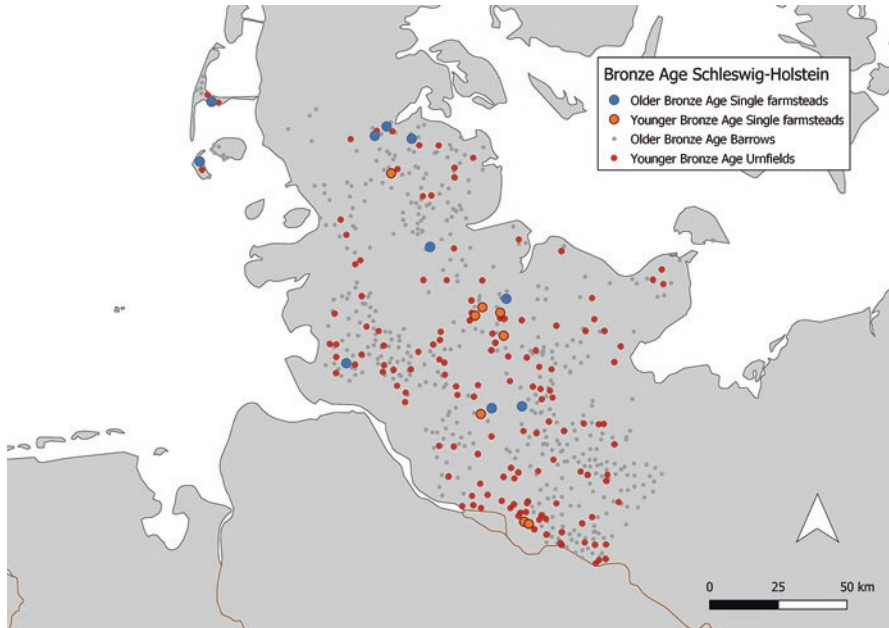 Bronze Age Schleswig-Holstein
Older Bronze Age Single farmsteads
Younger Bronze Age Single farmsteads
Older Bronze Age Barrows
Younger Bronze Age Urnfields
0 25 50 km